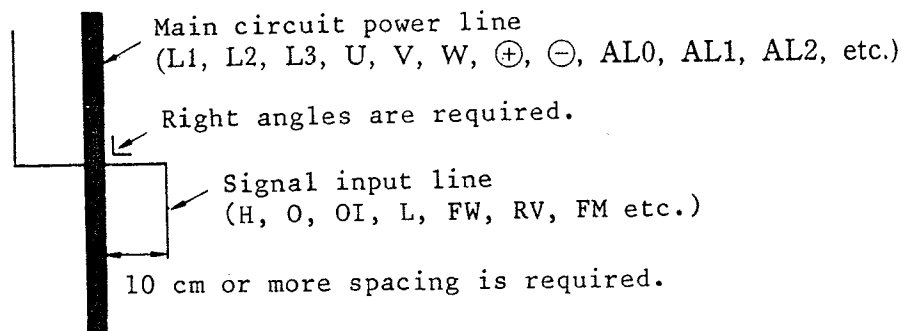 Main circuit power line
(L1, L2, L3, U, V, W, ⊕, ⊖, AL0, AL1, AL2, etc.)
Right angles are required.
Signal input line
(H, O, OI, L, FW, RV, FM etc.)
10 cm or more spacing is required.